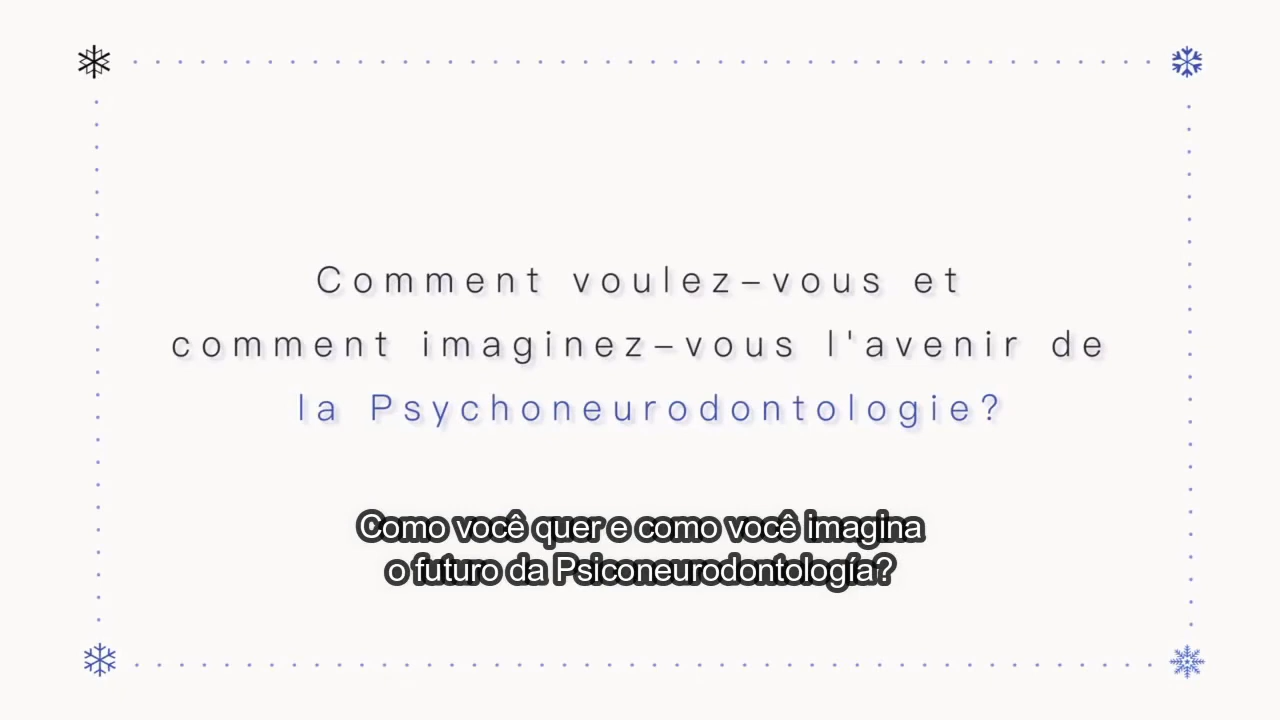 Comment voulez-vous et
comment imaginez-vous l'avenir de
la Psychoneurodontologie?
Como você quer e como você imagina
o futuro da Psiconeurodontología?